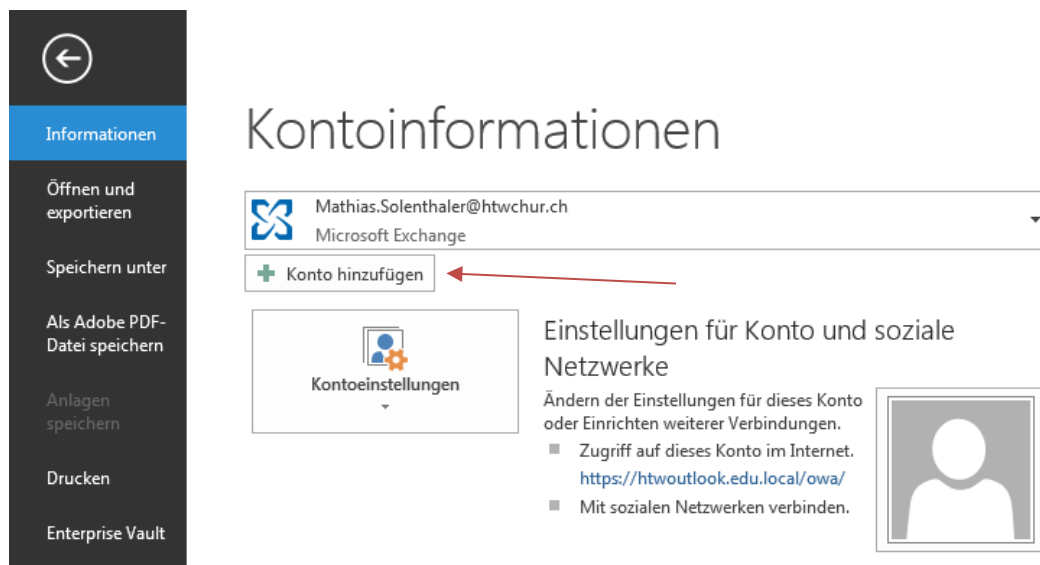 Informationen
Öffnen und
exportieren
Speichern unter
Als Adobe PDF-
Datei speichern
Anlagen
speichern
Drucken
Enterprise Vault
Kontoinformationen
Mathias.Solenthaler@htwchur.ch
Microsoft Exchange
Konto hinzufügen
Kontoeinstellungen
Einstellungen für Konto und soziale
Netzwerke
Ändern der Einstellungen für dieses Konto
oder Einrichten weiterer Verbindungen.
Zugriff auf dieses Konto im Internet.
https://htwoutlook.edu.local/owa/
Mit sozialen Netzwerken verbinden.